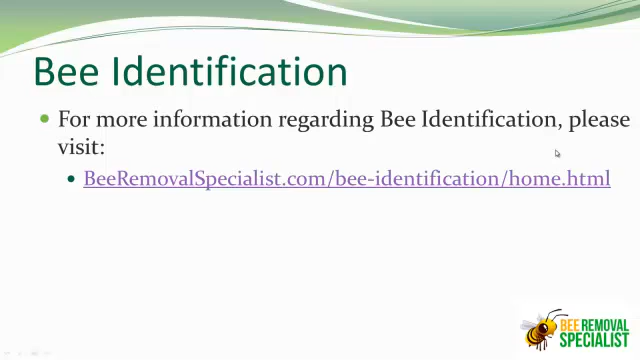 Bee Identification
For more information regarding Bee Identification, please
visit:
BeeRemovalSpecialist.com/bee-identification/home.html
BEE REMOVAL
SPECIALIST